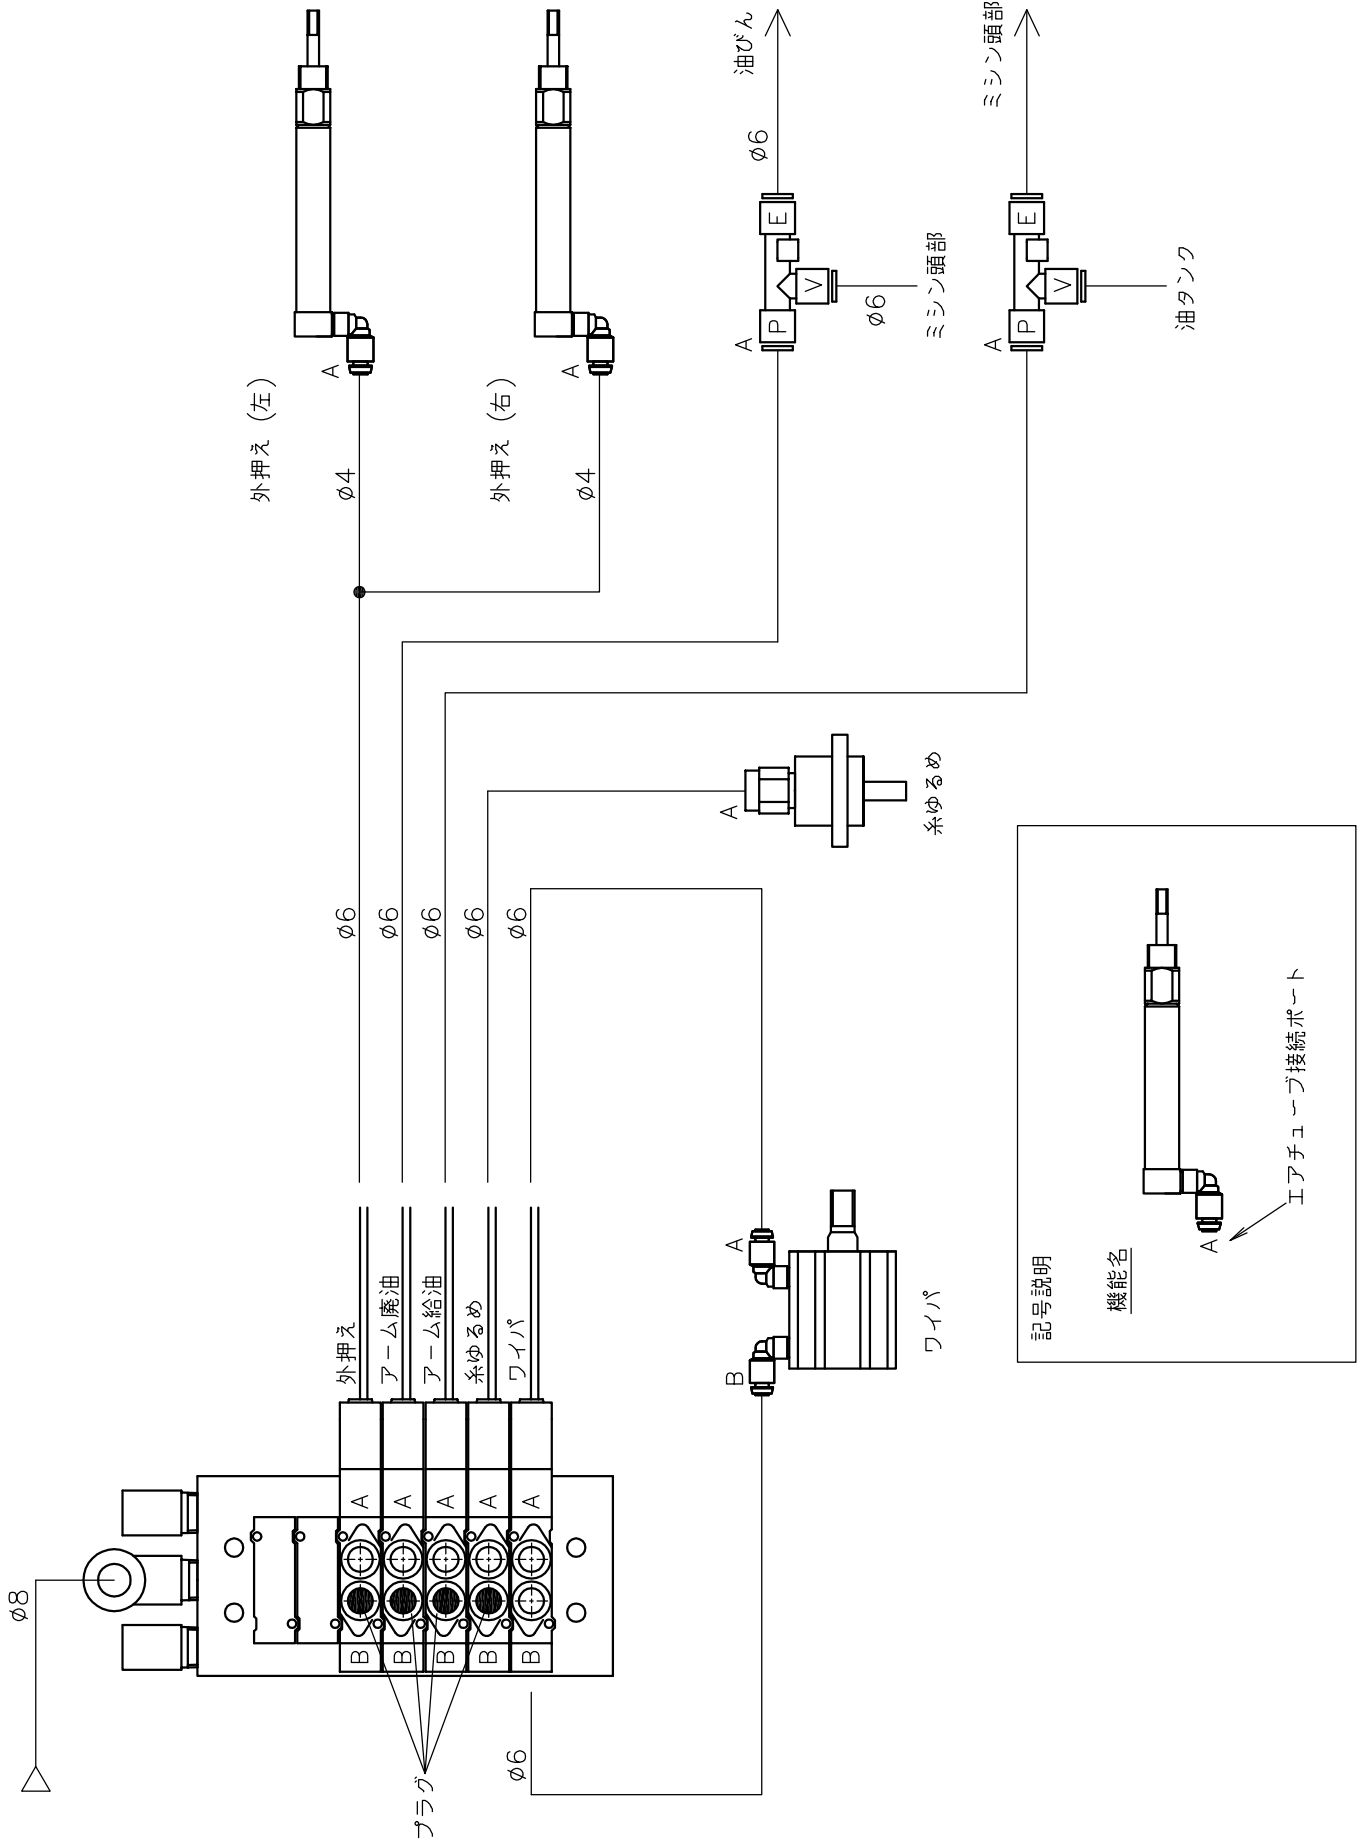 φ8
プラグ
B
B
B
B
B
A
A
A
A
A
外押え
アーム廃油
アーム給油
糸ゆるめ
ワイパ
φ6
φ6
φ6
φ6
φ6
φ6
外押え (左)
φ4
A
外押え (右)
φ4
A
A
P
V
E
φ6
油びん
φ6
ミシン頭部
A
P
V
E
ミシン頭部
油タンク
A
糸ゆるめ
B
A
ワイパ
記号説明
機能名
A
エアチューブ接続ポート